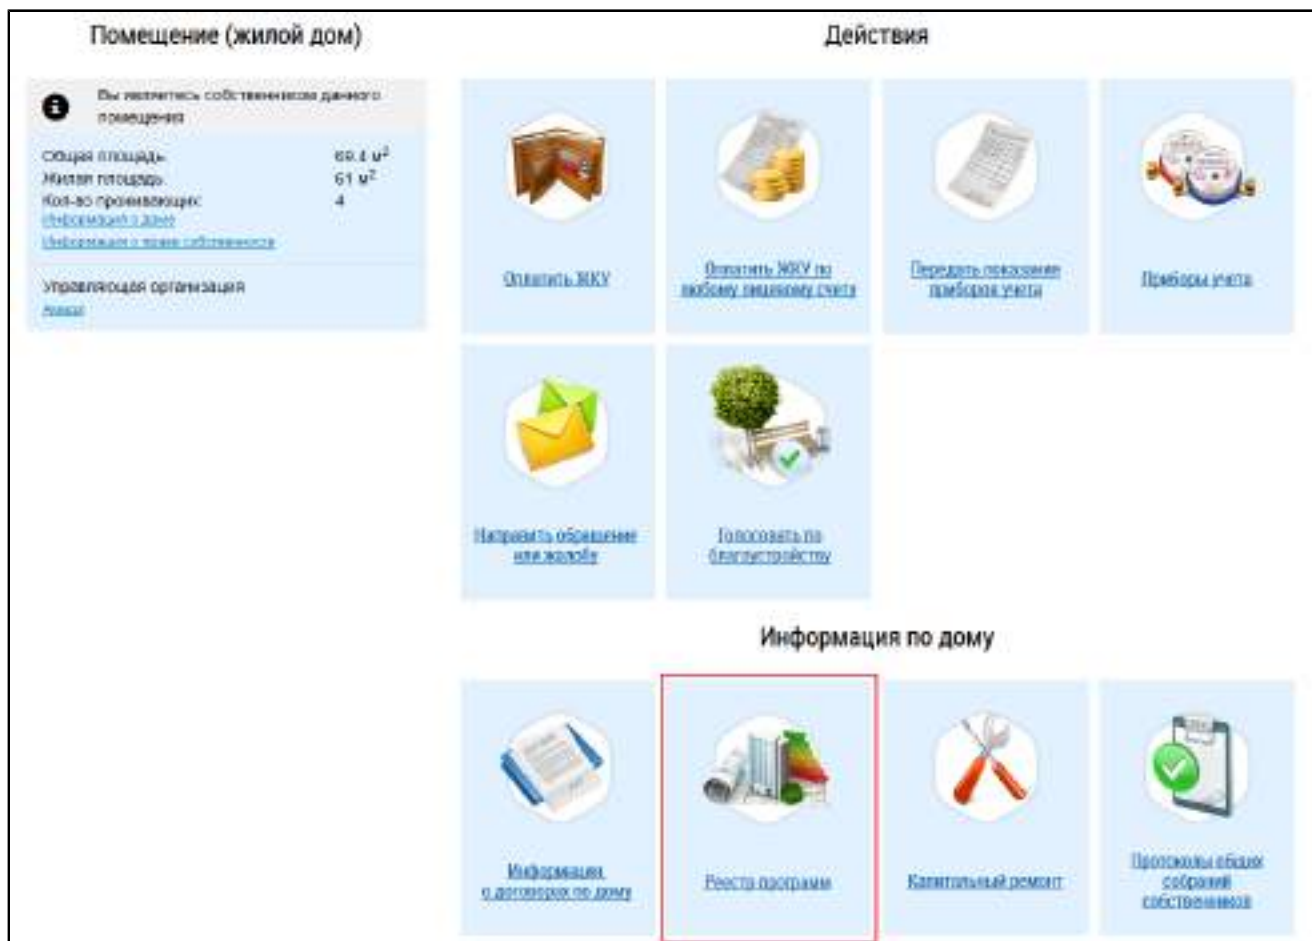 Помещение (жилой дом)
Вы являетесь собственником данного
помещения
Общая площадь 69.4 м²
Жилая площадь 61 м²
Кол-во проживающих: 4
Информация о доме
Информация о праве собственности
Управляющая организация
Действия
Оплатить ЖКУ
Оплатить ЖКУ по
любому лицевому счету
Передать показания
приборов учета
Приборы учета
Направить обращение
или жалобу
Голосовать по
благоустройству
Информация по дому
Информация
о договорах по дому
Реестр программ
Капитальный ремонт
Протоколы общих
собраний
собственников